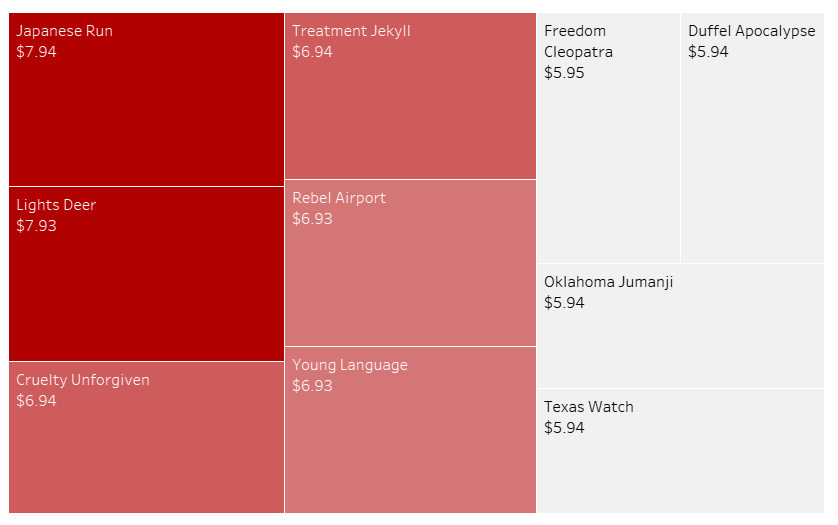 Japanese Run
$7.94
Lights Deer
$7.93
Cruelty Unforgiven
$6.94
Treatment Jekyll
$6.94
Rebel Airport
$6.93
Young Language
$6.93
Freedom
Cleopatra
$5.95
Duffel Apocalypse
$5.94
Oklahoma Jumanji
$5.94
Texas Watch
$5.94